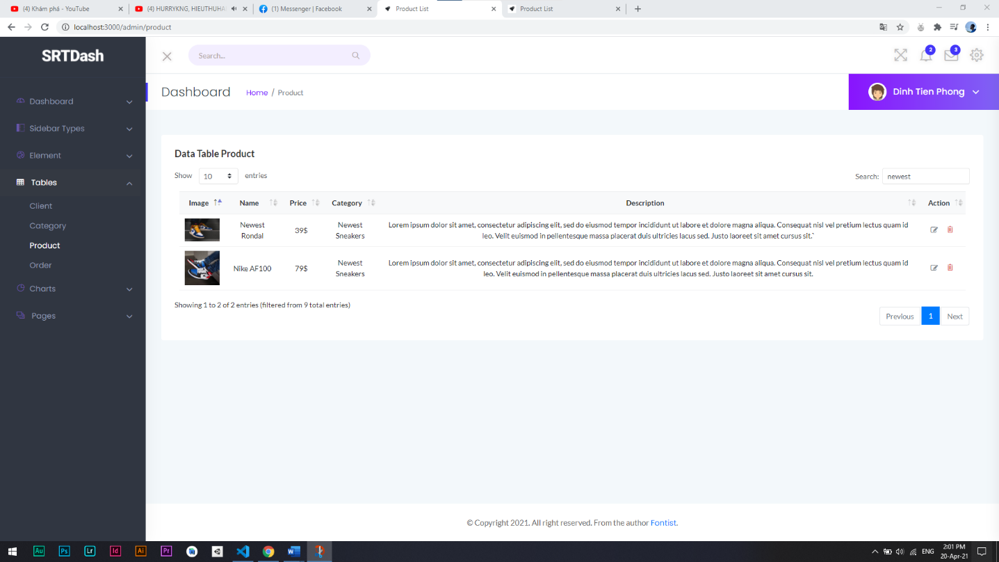 (4) Khám phá - YouTube
(4) HURRYKNG, HIEUTHUHA
(1) Messenger | Facebook
Product List
Product List
localhost:3000/admin/product
SRTDash
Search...
2
3
Dashboard
Home / Product
Dinh Tien Phong
Dashboard
Sidebar Types
Element
Tables
Client
Category
Product
Order
Charts
Pages
Data Table Product
Show 10 entries
Search: newest
Image Name Price Category Description Action
Newest
Rondal
39$
Newest
Sneakers
Lorem ipsum dolor sit amet, consectetur adipiscing elit, sed do eiusmod tempor incididunt ut labore et dolore magna aliqua. Consequat nisl vel pretium lectus quam id
leo. Velit euismod in pellentesque massa placerat duis ultricies lacus sed. Justo laoreet sit amet cursus sit.`
Nike AF100
79$
Newest
Sneakers
Lorem ipsum dolor sit amet, consectetur adipiscing elit, sed do eiusmod tempor incididunt ut labore et dolore magna aliqua. Consequat nisl vel pretium lectus quam id
leo. Velit euismod in pellentesque massa placerat duis ultricies lacus sed. Justo laoreet sit amet cursus sit.
Showing 1 to 2 of 2 entries (filtered from 9 total entries)
Previous 1 Next
© Copyright 2021. All right reserved. From the author Fontist.
Au
Ps
Lr
Id
Ai
Pr
ENG
2:01 PM
20-Apr-21